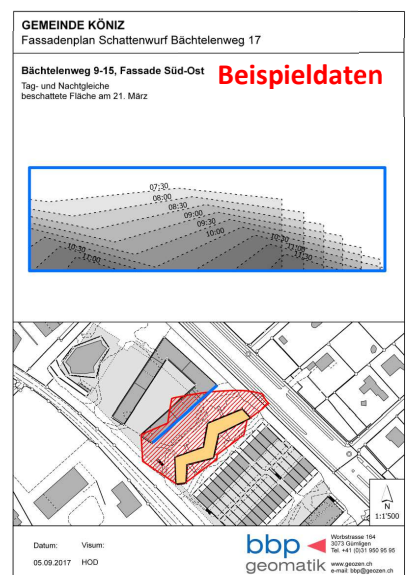 GEMEINDE KÖNIZ
Fassadenplan Schattenwurf Bächtelenweg 17
Bächtelenweg 9-15, Fassade Süd-Ost
Beispieldaten
Tag- und Nachtgleiche
beschattete Fläche am 21. März
07:30
08:00
08:30
09:00
09:30
10:00
10:30
11:00
10:30
11:00
N
1:1'500
Datum: Visum:
05.09.2017 HOD
bbp
geomatik
Worbstrasse 164
3073 Gümligen
Tel. +41 (0)31 950 95 95
www.geozen.ch
e-mail: bbp@geozen.ch